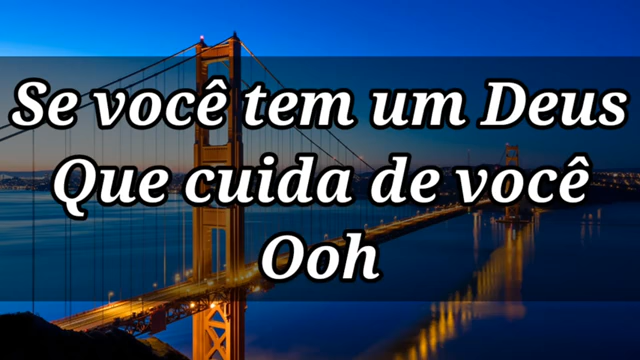 Se você tem um Deus
Que cuida de você
Ooh